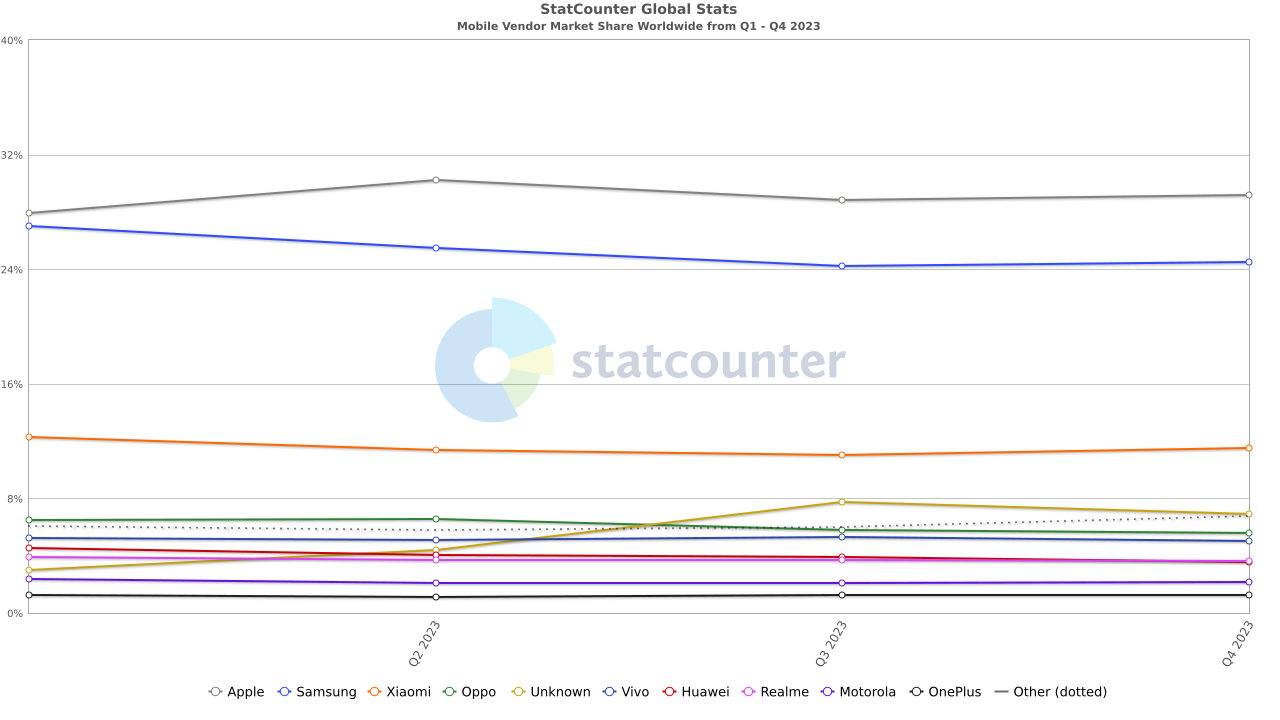 StatCounter Global Stats
Mobile Vendor Market Share Worldwide from Q1 - Q4 2023
40%
32%
24%
16%
8%
0%
statcounter
Q2 2023
Q3 2023
Q4 2023
Apple Samsung Xiaomi Oppo Unknown Vivo Huawei Realme Motorola OnePlus Other (dotted)